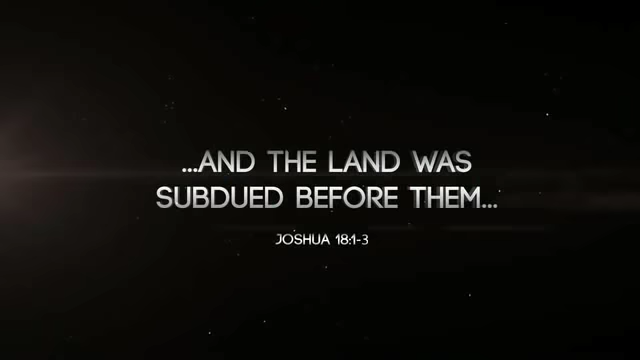 ...AND THE LAND WAS
SUBDUED BEFORE THEM...
JOSHUA 18:1-3